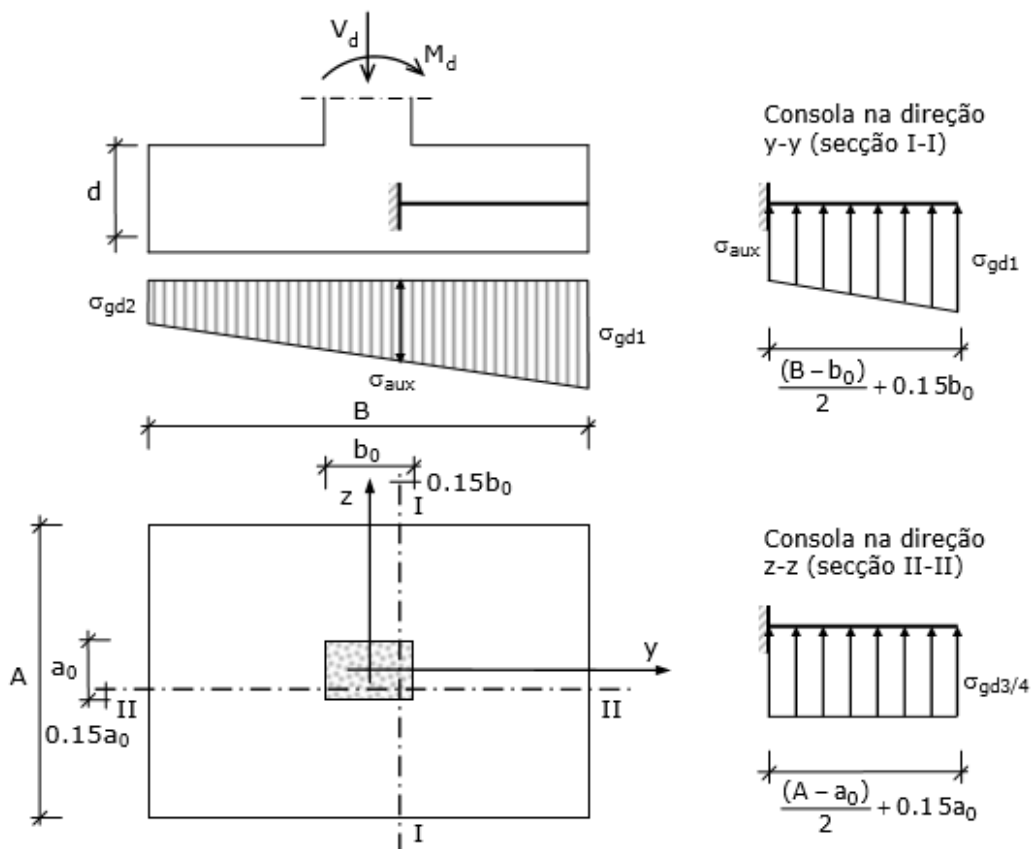 V_d
M_d
d
σ_gd2
σ_aux
σ_gd1
B
b_0
0.15b_0
z
I
A
a_0
y
II
II
0.15a_0
I
Consola na direção
y-y (secção I-I)
σ_aux
σ_gd1
(B – b_0)/2 + 0.15b_0
Consola na direção
z-z (secção II-II)
σ_gd3/4
(A – a_0)/2 + 0.15a_0